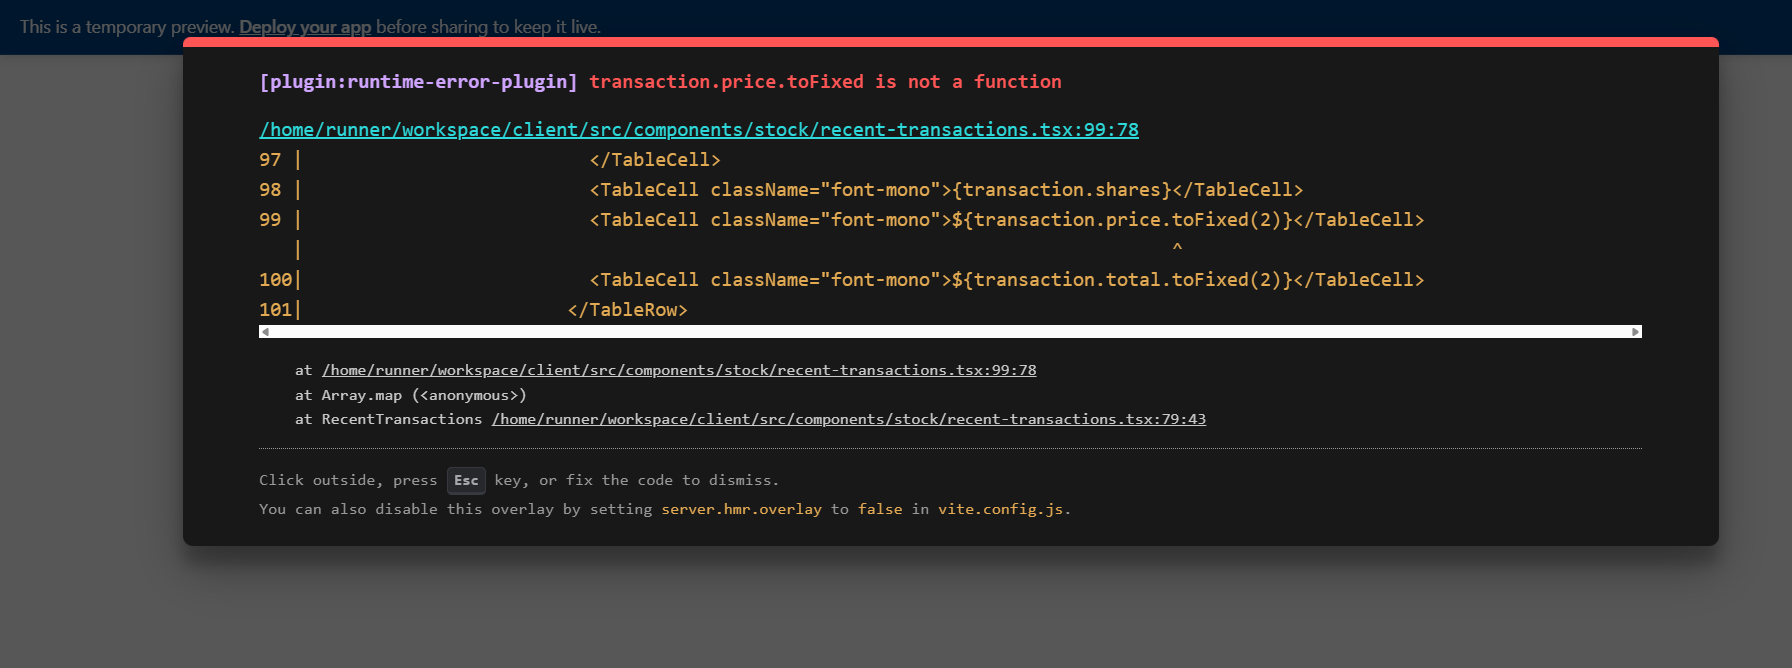 This is a temporary preview. Deploy your app before sharing to keep it live.
[plugin:runtime-error-plugin] transaction.price.toFixed is not a function
/home/runner/workspace/client/src/components/stock/recent-transactions.tsx:99:78
97 |                          </TableCell>
98 |                          <TableCell className="font-mono">{transaction.shares}</TableCell>
99 |                          <TableCell className="font-mono">${transaction.price.toFixed(2)}</TableCell>
   |                                                                               ^
100|                          <TableCell className="font-mono">${transaction.total.toFixed(2)}</TableCell>
101|                        </TableRow>
at /home/runner/workspace/client/src/components/stock/recent-transactions.tsx:99:78
at Array.map (<anonymous>)
at RecentTransactions /home/runner/workspace/client/src/components/stock/recent-transactions.tsx:79:43
Click outside, press Esc key, or fix the code to dismiss.
You can also disable this overlay by setting server.hmr.overlay to false in vite.config.js.